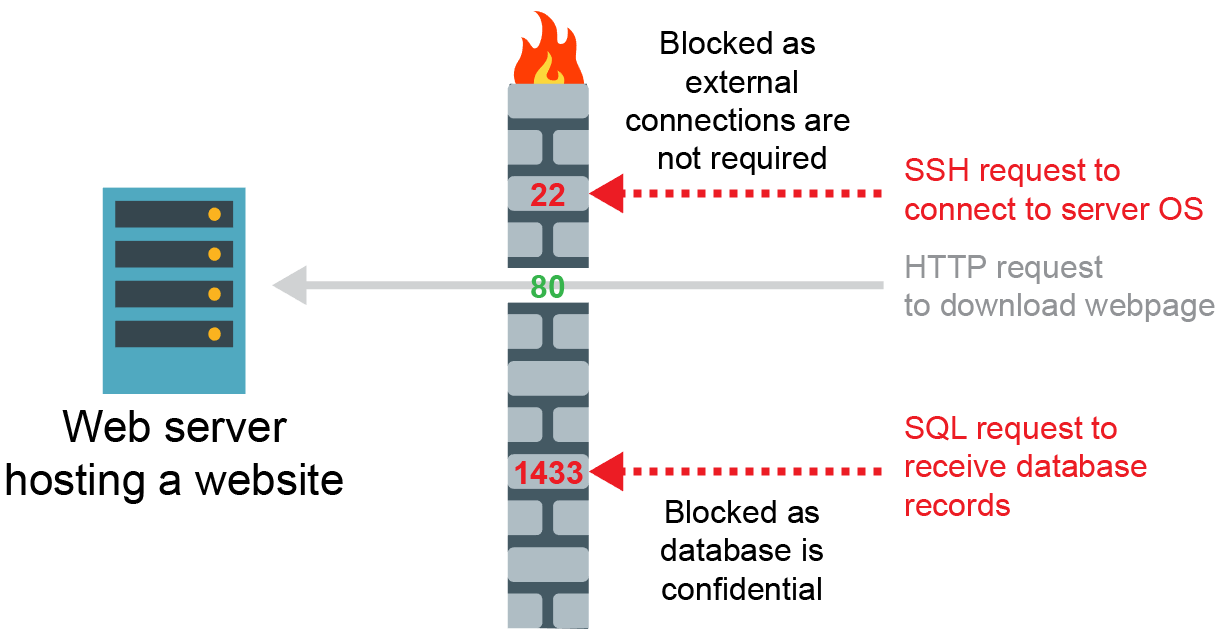 Blocked as
external
connections are
not required
22
SSH request to
connect to server OS
80
HTTP request
to download webpage
Web server
hosting a website
1433
SQL request to
receive database
records
Blocked as
database is
confidential